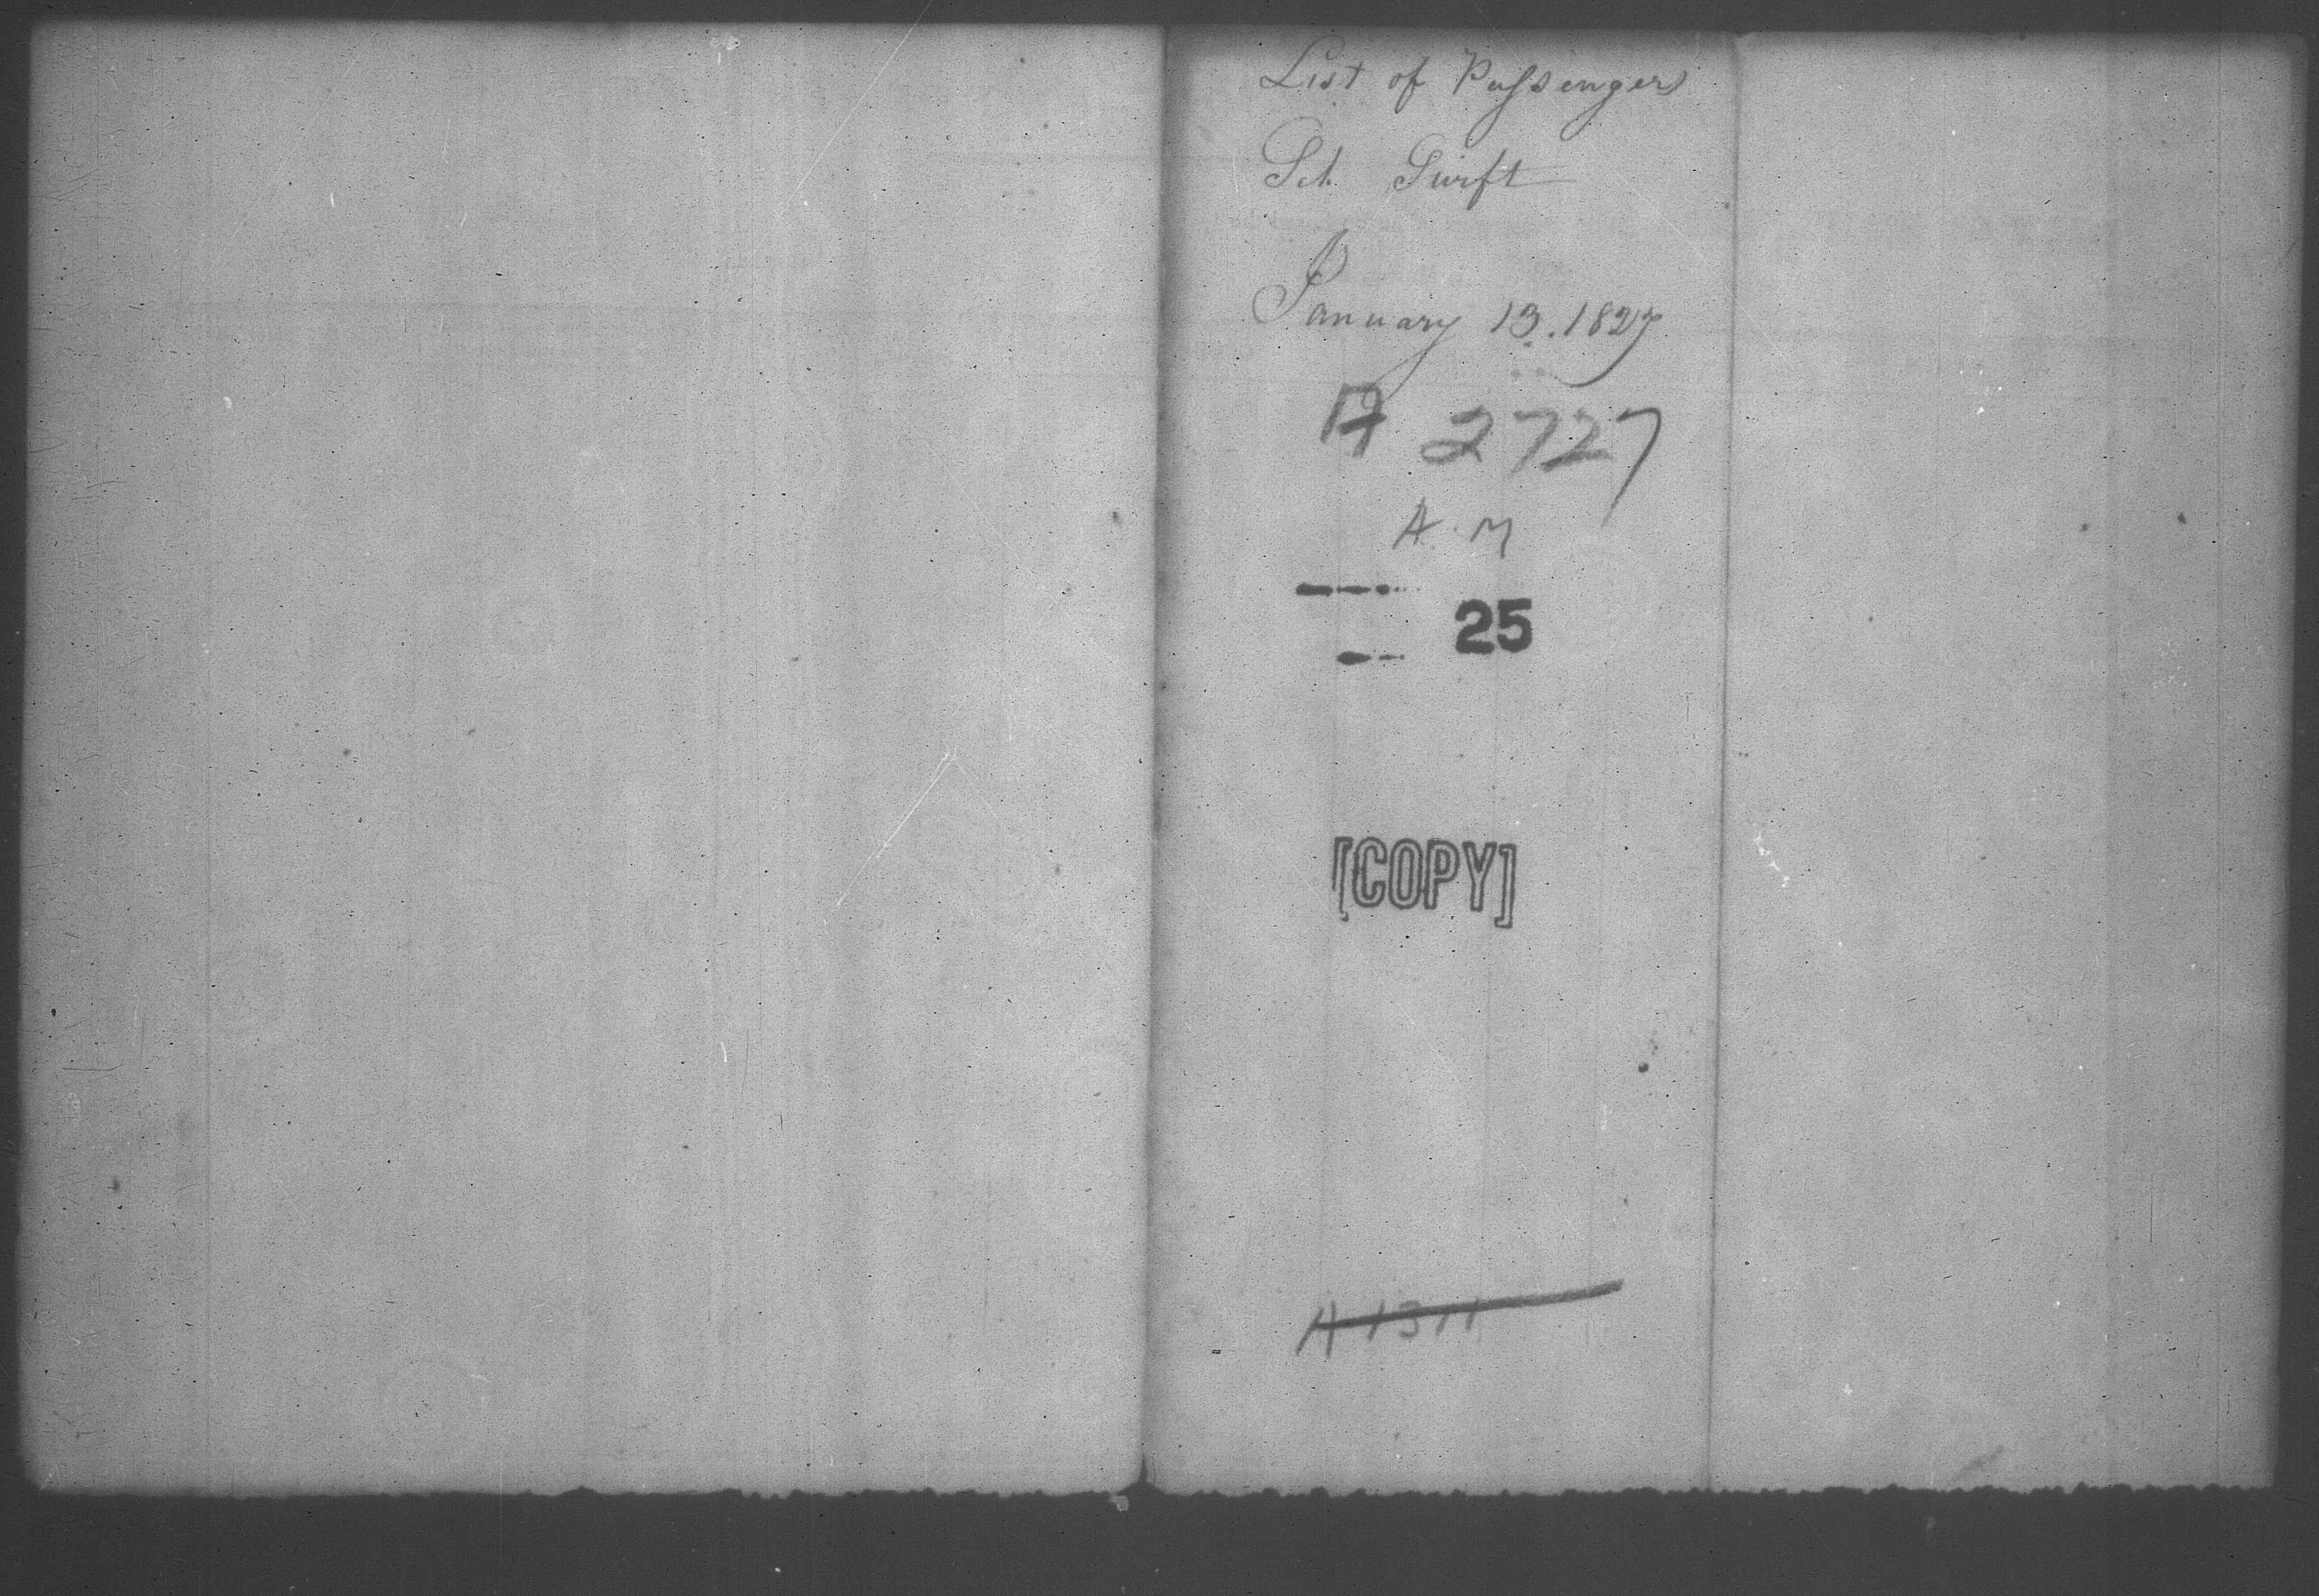 List of Passengers
Sch Swift
January 13. 1827
A 2727
A. M
25
[COPY]
A 1311